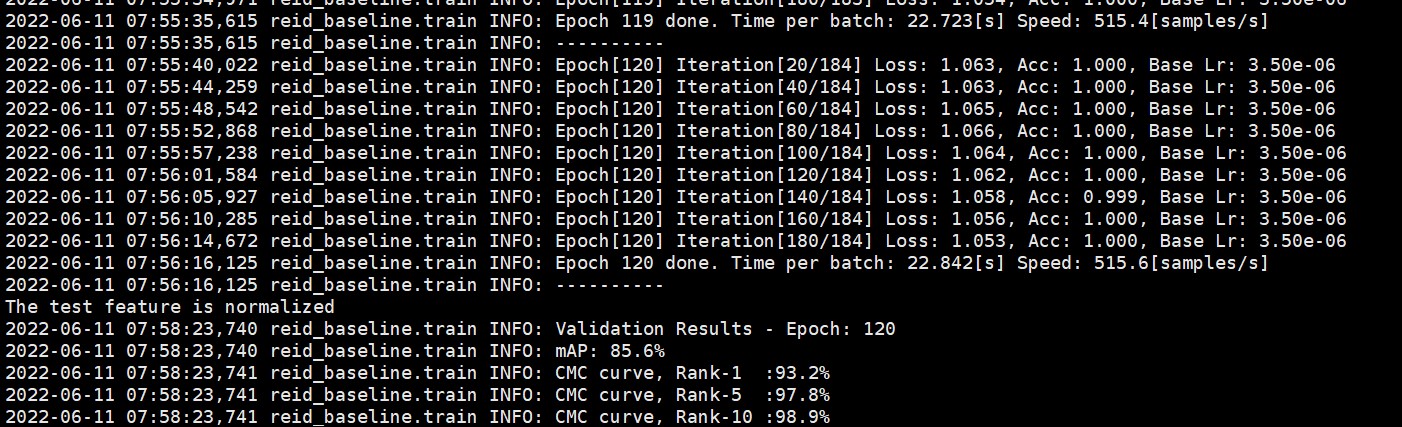 2022-06-11 07:55:34,971 reid_baseline.train INFO: Epoch[119] Iteration[180/183] Loss: 1.054, Acc: 1.000, Base Lr: 3.50e-06
2022-06-11 07:55:35,615 reid_baseline.train INFO: Epoch 119 done. Time per batch: 22.723[s] Speed: 515.4[samples/s]
2022-06-11 07:55:35,615 reid_baseline.train INFO: ----------
2022-06-11 07:55:40,022 reid_baseline.train INFO: Epoch[120] Iteration[20/184] Loss: 1.063, Acc: 1.000, Base Lr: 3.50e-06
2022-06-11 07:55:44,259 reid_baseline.train INFO: Epoch[120] Iteration[40/184] Loss: 1.063, Acc: 1.000, Base Lr: 3.50e-06
2022-06-11 07:55:48,542 reid_baseline.train INFO: Epoch[120] Iteration[60/184] Loss: 1.065, Acc: 1.000, Base Lr: 3.50e-06
2022-06-11 07:55:52,868 reid_baseline.train INFO: Epoch[120] Iteration[80/184] Loss: 1.066, Acc: 1.000, Base Lr: 3.50e-06
2022-06-11 07:55:57,238 reid_baseline.train INFO: Epoch[120] Iteration[100/184] Loss: 1.064, Acc: 1.000, Base Lr: 3.50e-06
2022-06-11 07:56:01,584 reid_baseline.train INFO: Epoch[120] Iteration[120/184] Loss: 1.062, Acc: 1.000, Base Lr: 3.50e-06
2022-06-11 07:56:05,927 reid_baseline.train INFO: Epoch[120] Iteration[140/184] Loss: 1.058, Acc: 0.999, Base Lr: 3.50e-06
2022-06-11 07:56:10,285 reid_baseline.train INFO: Epoch[120] Iteration[160/184] Loss: 1.056, Acc: 1.000, Base Lr: 3.50e-06
2022-06-11 07:56:14,672 reid_baseline.train INFO: Epoch[120] Iteration[180/184] Loss: 1.053, Acc: 1.000, Base Lr: 3.50e-06
2022-06-11 07:56:16,125 reid_baseline.train INFO: Epoch 120 done. Time per batch: 22.842[s] Speed: 515.6[samples/s]
2022-06-11 07:56:16,125 reid_baseline.train INFO: ----------
The test feature is normalized
2022-06-11 07:58:23,740 reid_baseline.train INFO: Validation Results - Epoch: 120
2022-06-11 07:58:23,740 reid_baseline.train INFO: mAP: 85.6%
2022-06-11 07:58:23,741 reid_baseline.train INFO: CMC curve, Rank-1  :93.2%
2022-06-11 07:58:23,741 reid_baseline.train INFO: CMC curve, Rank-5  :97.8%
2022-06-11 07:58:23,741 reid_baseline.train INFO: CMC curve, Rank-10 :98.9%